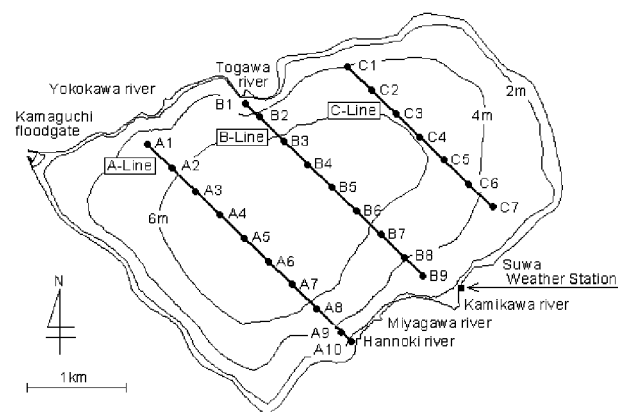 Togawa
river
Yokokawa river
Kamaguchi
floodgate
C1
C2
C3
C4
C5
C6
C7
C-Line
2m
4m
B1
B2
B3
B4
B5
B6
B7
B8
B9
B-Line
A1
A2
A3
A4
A5
A6
A7
A8
A9
A10
A-Line
6m
Suwa
Weather Station
Kamikawa river
Miyagawa river
Hannoki river
N
1km